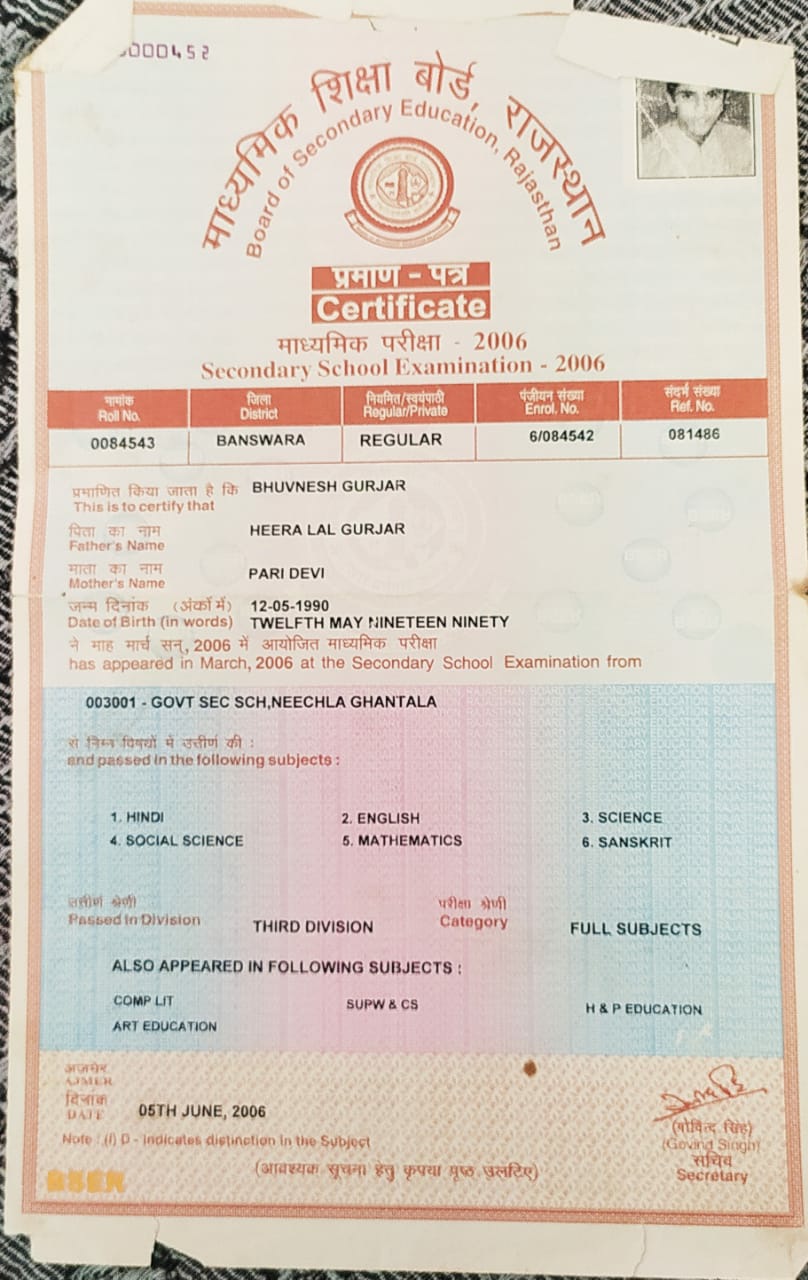 000452
माध्यमिक शिक्षा बोर्ड, राजस्थान
Board of Secondary Education, Rajasthan
प्रमाण - पत्र
Certificate
माध्यमिक परीक्षा - 2006
Secondary School Examination - 2006
नामांक जिला नियमित/स्वयंपाठी पंजीयन संख्या संदर्भ संख्या
Roll No. District Regular/Private Enrol. No. Ref. No.
0084543 BANSWARA REGULAR 6/084542 081486
प्रमाणित किया जाता है कि BHUVNESH GURJAR
This is to certify that
पिता का नाम HEERA LAL GURJAR
Father's Name
माता का नाम PARI DEVI
Mother's Name
जन्म दिनांक (अंकों में) 12-05-1990
Date of Birth (in words) TWELFTH MAY NINETEEN NINETY
ने माह मार्च सन्, 2006 में आयोजित माध्यमिक परीक्षा
has appeared in March, 2006 at the Secondary School Examination from
003001 - GOVT SEC SCH,NEECHLA GHANTALA
से निम्न विषयों में उत्तीर्ण की :
and passed in the following subjects :
1. HINDI 2. ENGLISH 3. SCIENCE
4. SOCIAL SCIENCE 5. MATHEMATICS 6. SANSKRIT
उत्तीर्ण श्रेणी परीक्षा श्रेणी
Passed in Division THIRD DIVISION Category FULL SUBJECTS
ALSO APPEARED IN FOLLOWING SUBJECTS :
COMP LIT SUPW & CS H & P EDUCATION
ART EDUCATION
अजमेर
AJMER
दिनांक
DATE 05TH JUNE, 2006
Note : (i) D - Indicates distinction in the Subject
(आवश्यक सूचना हेतु कृपया पृष्ठ उलटिए)
(गोविन्द सिंह)
(Govind Singh)
सचिव
Secretary
BSER